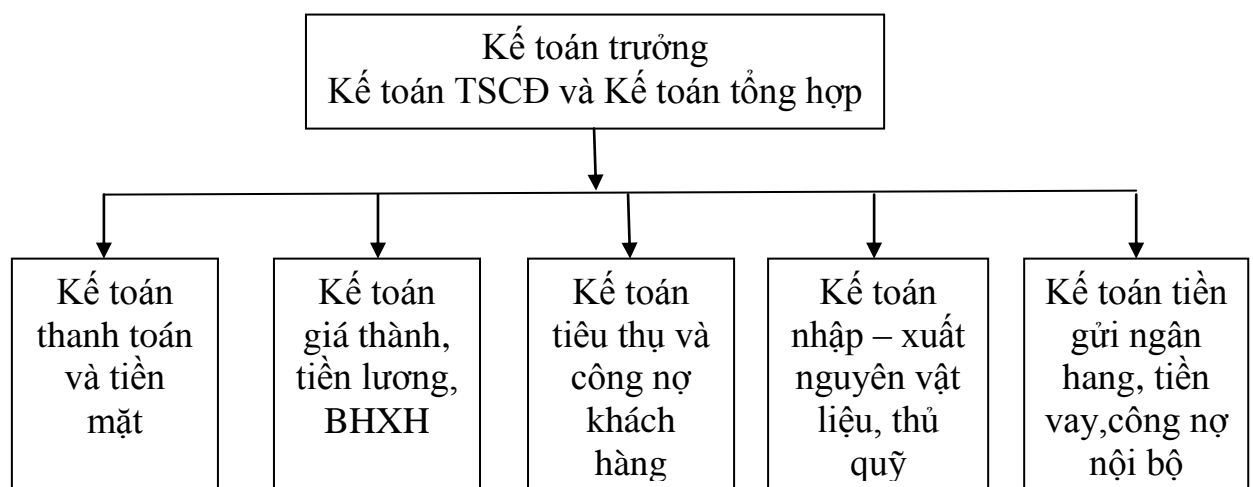 Kế toán trưởng
Kế toán TSCĐ và Kế toán tổng hợp
Kế toán
thanh toán
và tiền
mặt
Kế toán
giá thành,
tiền lương,
BHXH
Kế toán
tiêu thụ và
công nợ
khách
hàng
Kế toán
nhập – xuất
nguyên vật
liệu, thủ
quỹ
Kế toán tiền
gửi ngân
hang, tiền
vay,công nợ
nội bộ